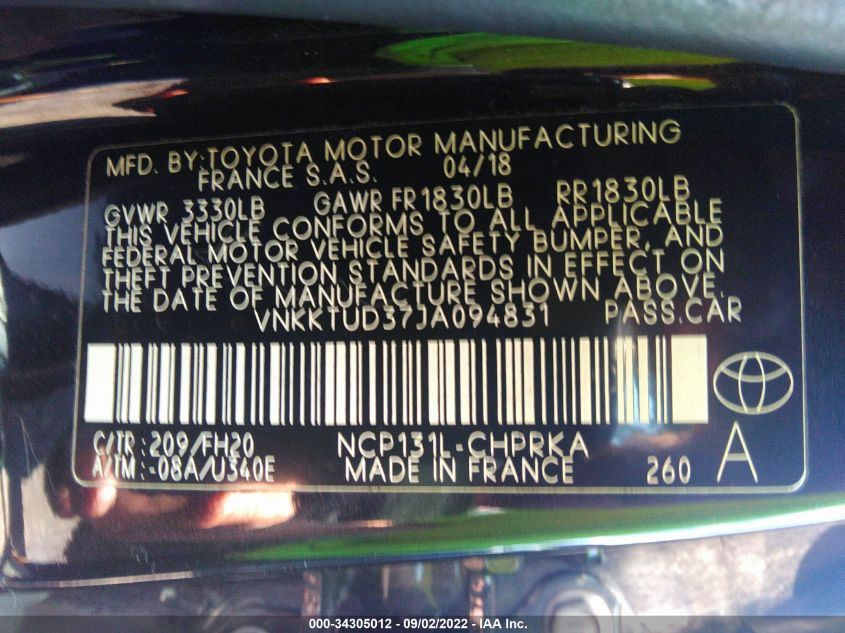 MFD. BY:TOYOTA MOTOR MANUFACTURING
FRANCE S.A.S. 04/18
GVWR 3330LB GAWR FR1830LB RR1830LB
THIS VEHICLE CONFORMS TO ALL APPLICABLE
FEDERAL MOTOR VEHICLE SAFETY BUMPER, AND
THEFT PREVENTION STANDARDS IN EFFECT ON
THE DATE OF MANUFACTURE SHOWN ABOVE.
VNKKTUD37JA094831 PASS.CAR
C/TR: 209/FH20 NCP131L-CHPRKA
A/TM: -08A/U340E MADE IN FRANCE 260 A
000-34305012 - 09/02/2022 - IAA Inc.